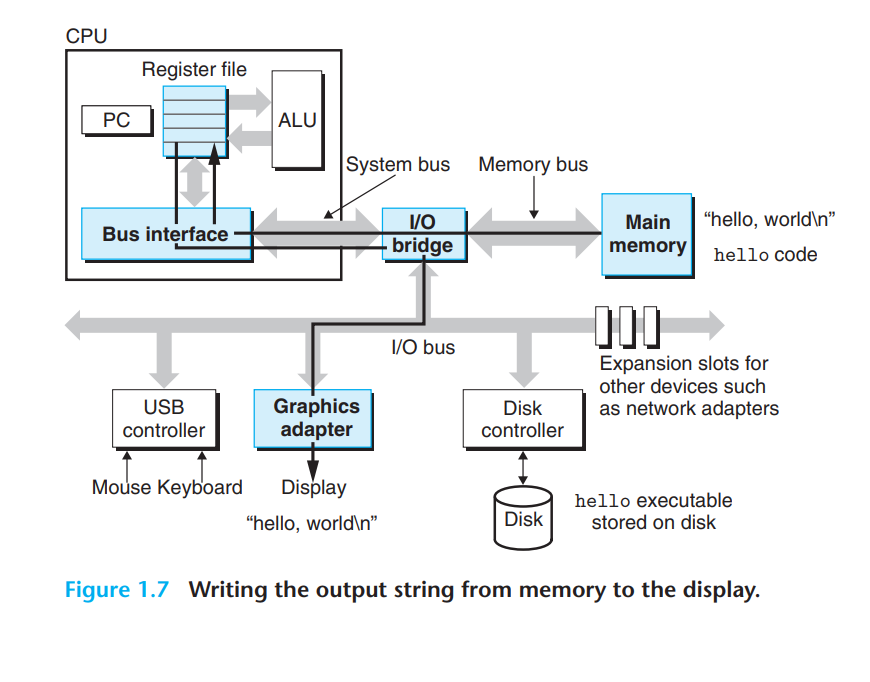 CPU
Register file
PC
ALU
System bus
Memory bus
Bus interface
I/O
bridge
Main
memory
“hello, world\n”
hello code
I/O bus
Expansion slots for
other devices such
as network adapters
USB
controller
Graphics
adapter
Disk
controller
Mouse Keyboard
Display
“hello, world\n”
Disk
hello executable
stored on disk
Figure 1.7 Writing the output string from memory to the display.